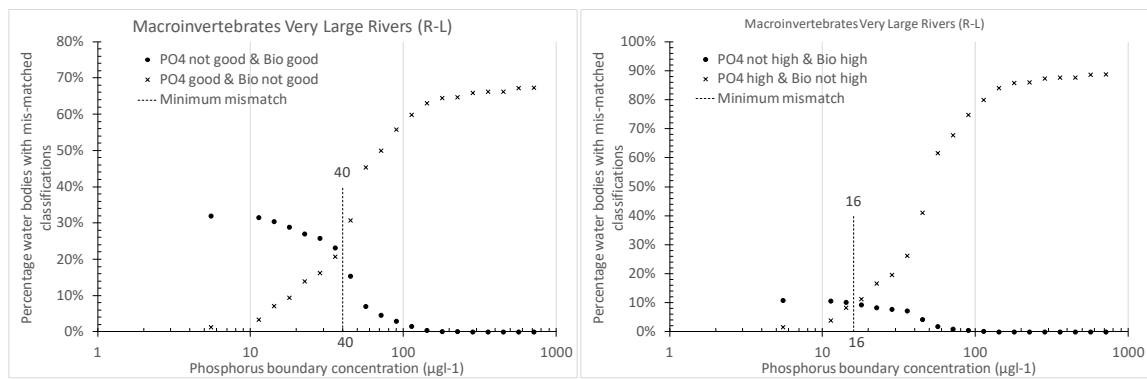 Macroinvertebrates Very Large Rivers (R-L)
80%
70%
60%
50%
40%
30%
20%
10%
0%
PO4 not good & Bio good
PO4 good & Bio not good
Minimum mismatch
40
40
1
10
100
1000
Percentage water bodies with mis-matched
classifications
Phosphorus boundary concentration (µgl-1)
Macroinvertebrates Very Large Rivers (R-L)
100%
90%
80%
70%
60%
50%
40%
30%
20%
10%
0%
PO4 not high & Bio high
PO4 high & Bio not high
Minimum mismatch
16
16
1
10
100
1000
Percentage water bodies with mis-matched
classifications
Phosphorus boundary concentration (µgl-1)